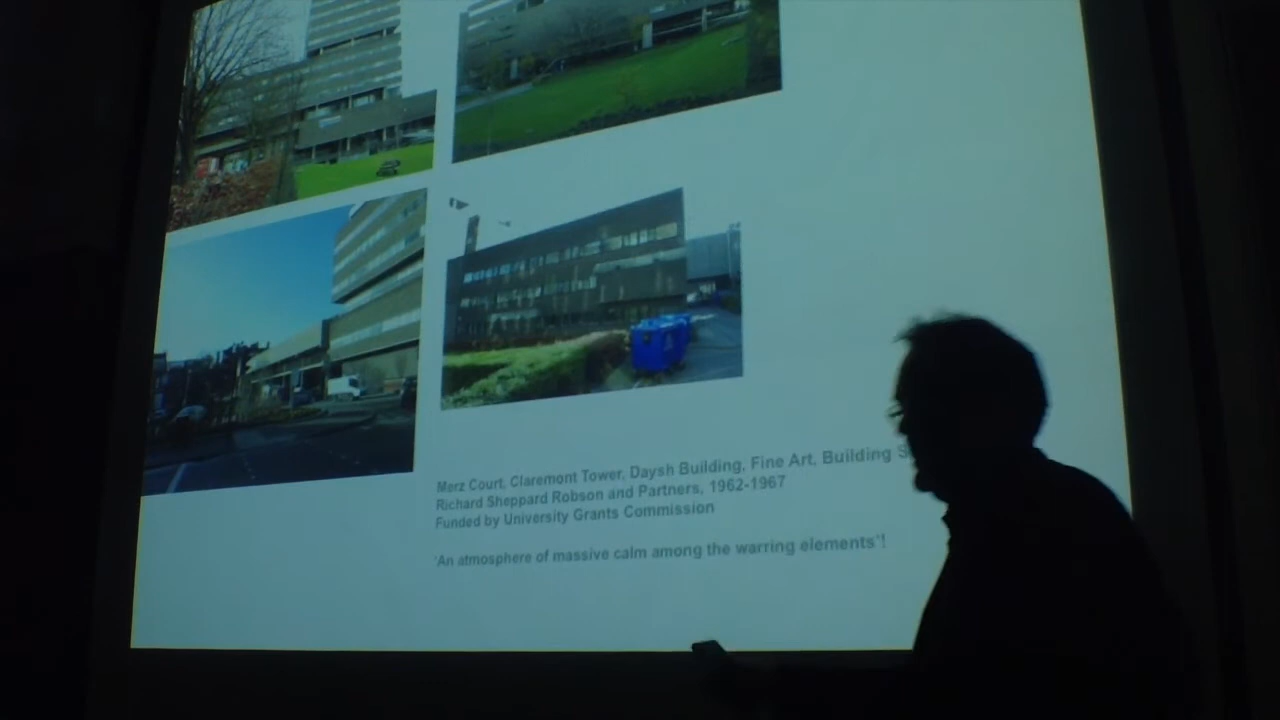 Merz Court, Claremont Tower, Daysh Building, Fine Art, Building
Richard Sheppard Robson and Partners, 1962-1967
Funded by University Grants Commission
'An atmosphere of massive calm among the warring elements'!